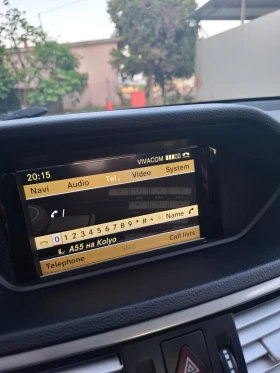 20:15 VIVACOM
Navi Audio Tel. Video System
0 1 2 3 4 5 6 7 8 9 * # + Name
A55 на Kolyo
Telephone Call lists